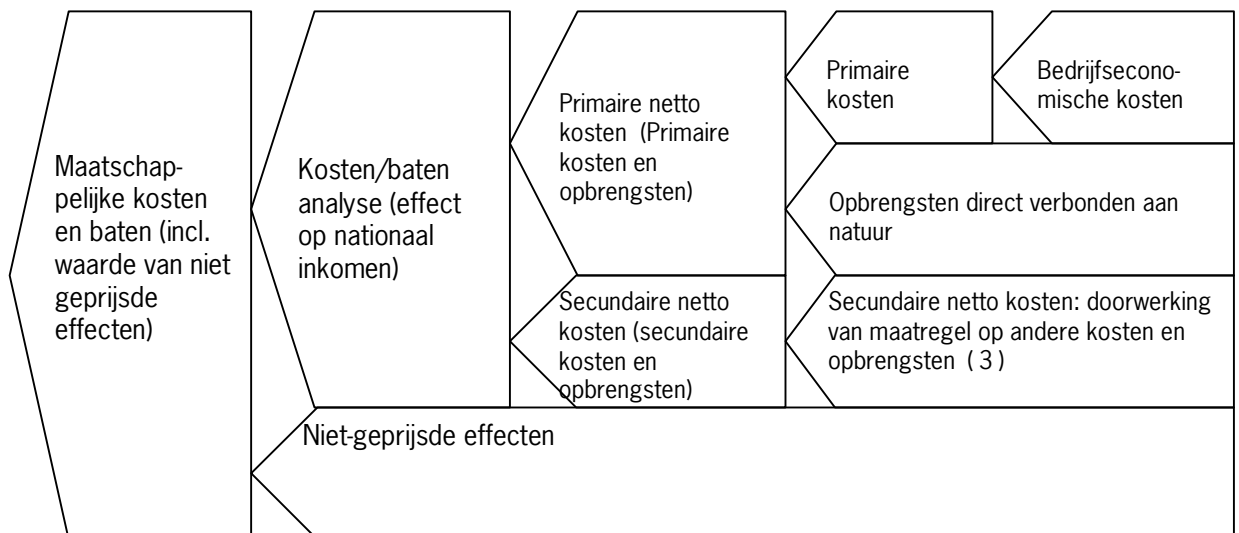 Maatschap-
pelijke kosten
en baten (incl.
waarde van niet
geprijsde
effecten)
Kosten/baten
analyse (effect
op nationaal
inkomen)
Primaire netto
kosten (Primaire
kosten en
opbrengsten)
Primaire
kosten
Bedrijfsecono-
mische kosten
Opbrengsten direct verbonden aan
natuur
Secundaire netto
kosten (secundaire
kosten en
opbrengsten)
Secundaire netto kosten: doorwerking
van maatregel op andere kosten en
opbrengsten ( 3 )
Niet-geprijsde effecten